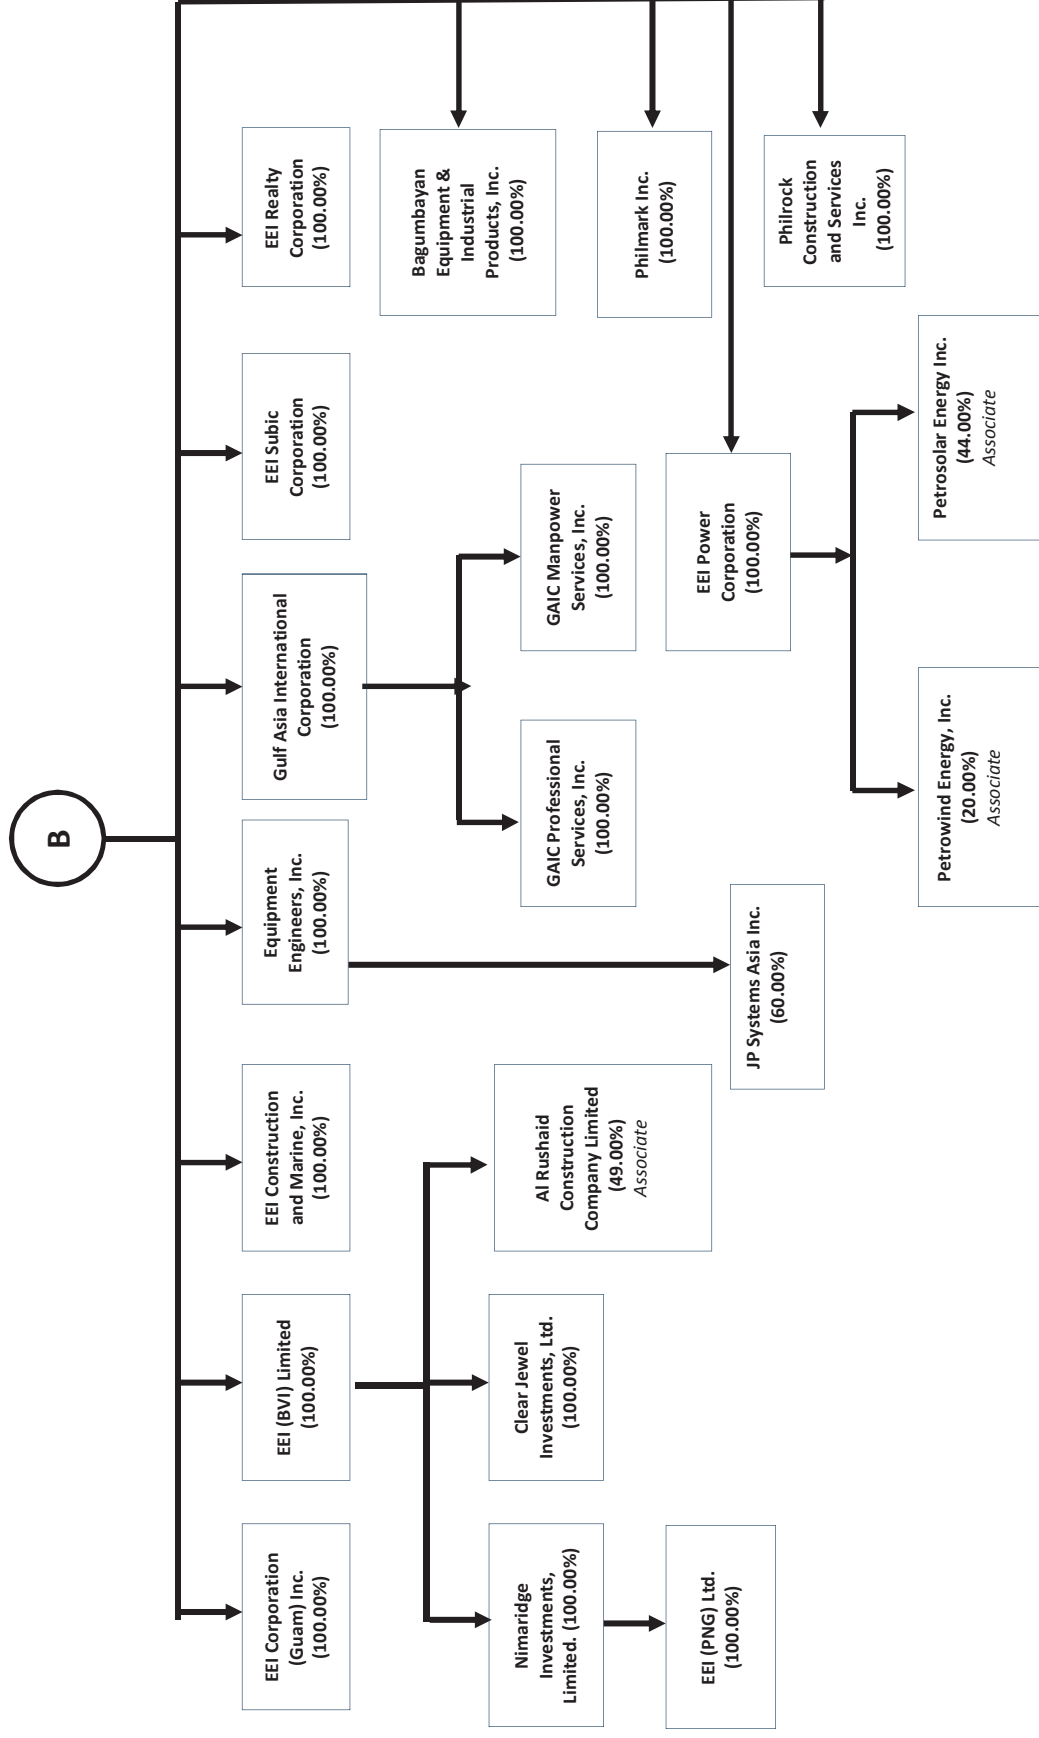 B
EEI Corporation
(Guam) Inc.
(100.00%)
EEI (BVI) Limited
(100.00%)
EEI Construction
and Marine, Inc.
(100.00%)
Equipment
Engineers, Inc.
(100.00%)
Gulf Asia International
Corporation
(100.00%)
EEI Subic
Corporation
(100.00%)
EEI Realty
Corporation
(100.00%)
Bagumbayan
Equipment &
Industrial
Products, Inc.
(100.00%)
Nimaridge
Investments,
Limited. (100.00%)
Clear Jewel
Investments, Ltd.
(100.00%)
Al Rushaid
Construction
Company Limited
(49.00%)
Associate
GAIC Professional
Services, Inc.
(100.00%)
GAIC Manpower
Services, Inc.
(100.00%)
Philmark Inc.
(100.00%)
EEI (PNG) Ltd.
(100.00%)
JP Systems Asia Inc.
(60.00%)
EEI Power
Corporation
(100.00%)
Philrock
Construction
and Services
Inc.
(100.00%)
Petrowind Energy, Inc.
(20.00%)
Associate
Petrosolar Energy Inc.
(44.00%)
Associate